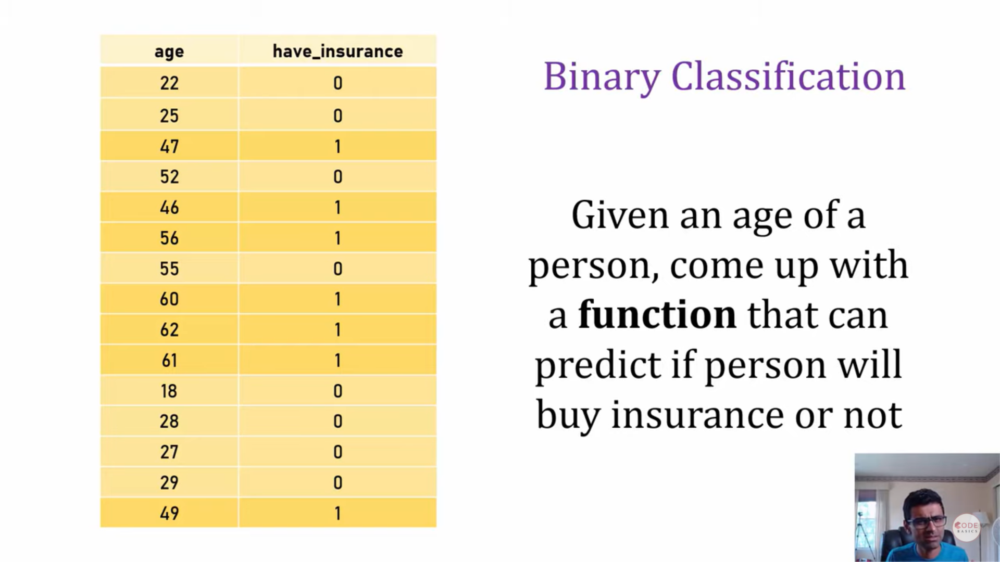 age have_insurance
22 0
25 0
47 1
52 0
46 1
56 1
55 0
60 1
62 1
61 1
18 0
28 0
27 0
29 0
49 1
Binary Classification
Given an age of a
person, come up with
a function that can
predict if person will
buy insurance or not
CODE
BASICS